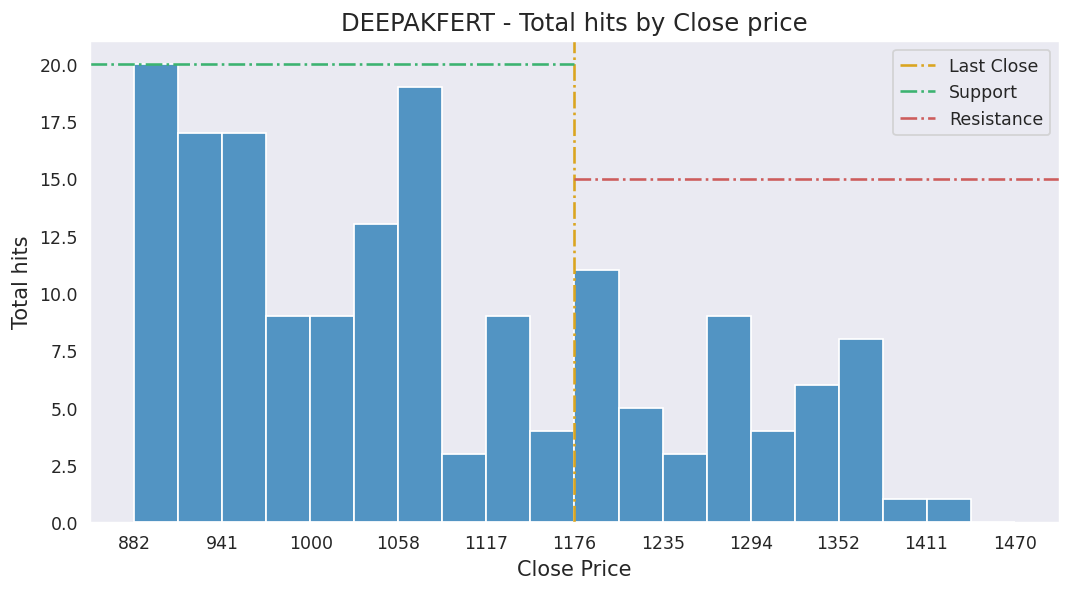 DEEPAKFERT - Total hits by Close price
Last Close
Support
Resistance
Total hits
20.0
17.5
15.0
12.5
10.0
7.5
5.0
2.5
0.0
882 941 1000 1058 1117 1176 1235 1294 1352 1411 1470
Close Price